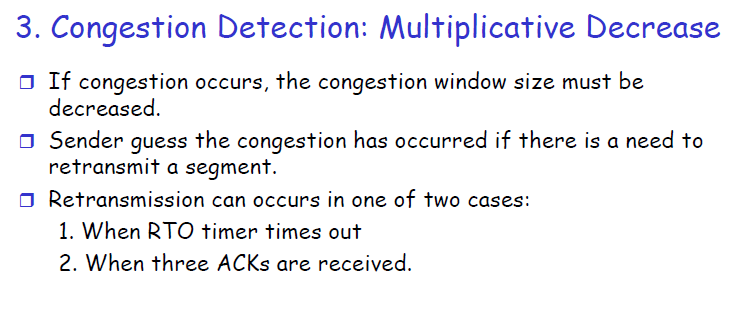 3. Congestion Detection: Multiplicative Decrease
If congestion occurs, the congestion window size must be
decreased.
Sender guess the congestion has occurred if there is a need to
retransmit a segment.
Retransmission can occurs in one of two cases:
1. When RTO timer times out
2. When three ACKs are received.